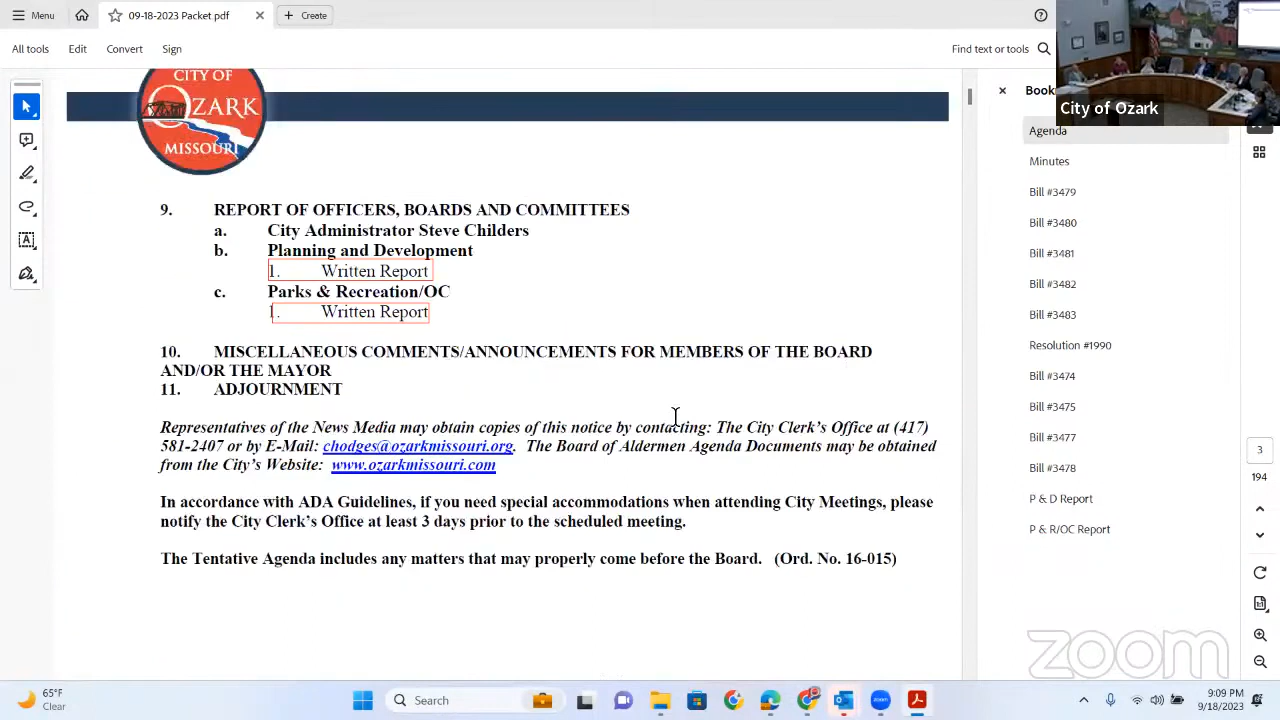 Menu
09-18-2023 Packet.pdf
Create
All tools
Edit
Convert
Sign
Find text or tools
City of Ozark
CITY OF
OZARK
MISSOURI
9. REPORT OF OFFICERS, BOARDS AND COMMITTEES
a. City Administrator Steve Childers
b. Planning and Development
1. Written Report
c. Parks & Recreation/OC
1. Written Report
10. MISCELLANEOUS COMMENTS/ANNOUNCEMENTS FOR MEMBERS OF THE BOARD
AND/OR THE MAYOR
11. ADJOURNMENT
Representatives of the News Media may obtain copies of this notice by contacting: The City Clerk's Office at (417)
581-2407 or by E-Mail: chodges@ozarkmissouri.org. The Board of Aldermen Agenda Documents may be obtained
from the City's Website: www.ozarkmissouri.com
In accordance with ADA Guidelines, if you need special accommodations when attending City Meetings, please
notify the City Clerk's Office at least 3 days prior to the scheduled meeting.
The Tentative Agenda includes any matters that may properly come before the Board. (Ord. No. 16-015)
Book
Agenda
Minutes
Bill #3479
Bill #3480
Bill #3481
Bill #3482
Bill #3483
Resolution #1990
Bill #3474
Bill #3475
Bill #3477
Bill #3478
P & D Report
P & R/OC Report
3
194
zoom
65°F
Clear
Search
9:09 PM
9/18/2023